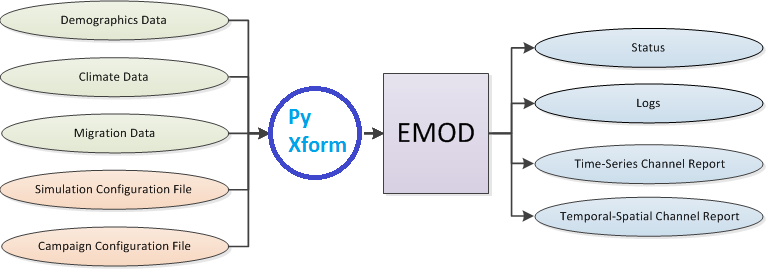 Demographics Data
Climate Data
Migration Data
Simulation Configuration File
Campaign Configuration File
Py
Xform
EMOD
Status
Logs
Time-Series Channel Report
Temporal-Spatial Channel Report